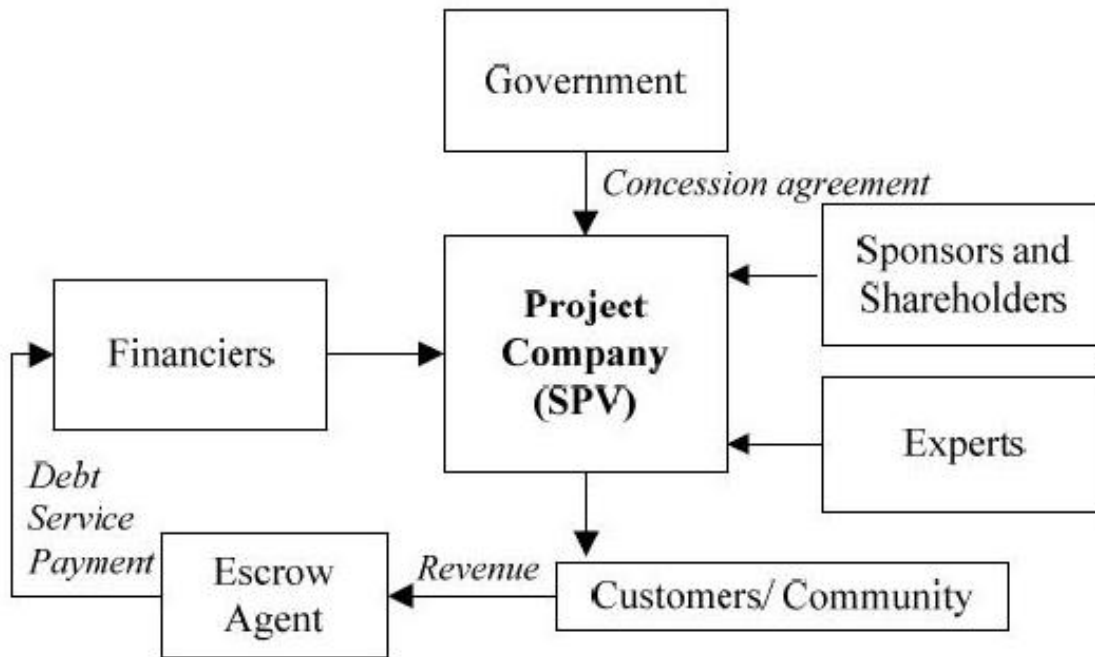 Government
Concession agreement
Sponsors and
Shareholders
Project
Company
(SPV)
Financiers
Experts
Debt
Service
Payment
Escrow
Agent
Revenue
Customers/ Community